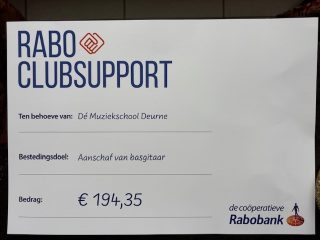 RABO
CLUBSUPPORT
Ten behoeve van: Dé Muziekschool Deurne
Bestedingsdoel: Aanschaf van basgitaar
Bedrag: € 194,35
de coöperatieve
Rabobank